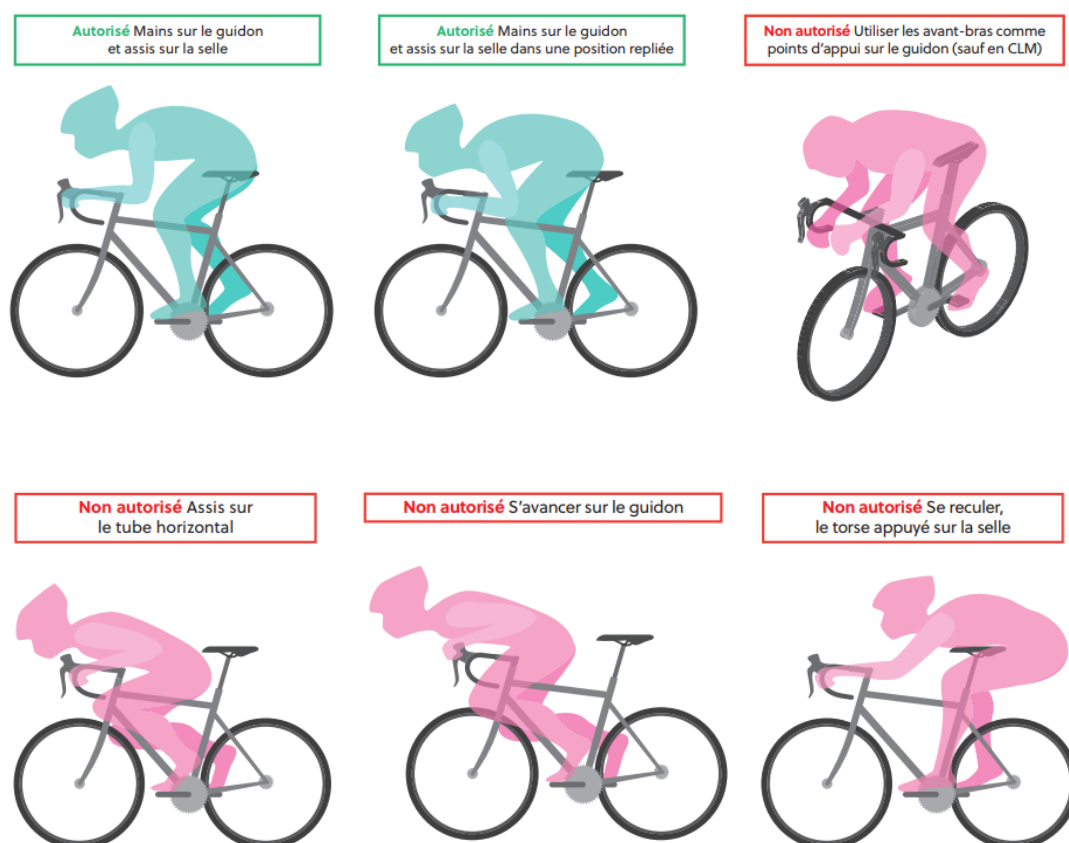 Autorisé Mains sur le guidon
et assis sur la selle
Autorisé Mains sur le guidon
et assis sur la selle dans une position repliée
Non autorisé Utiliser les avant-bras comme
points d'appui sur le guidon (sauf en CLM)
Non autorisé Assis sur
le tube horizontal
Non autorisé S'avancer sur le guidon
Non autorisé Se reculer,
le torse appuyé sur la selle